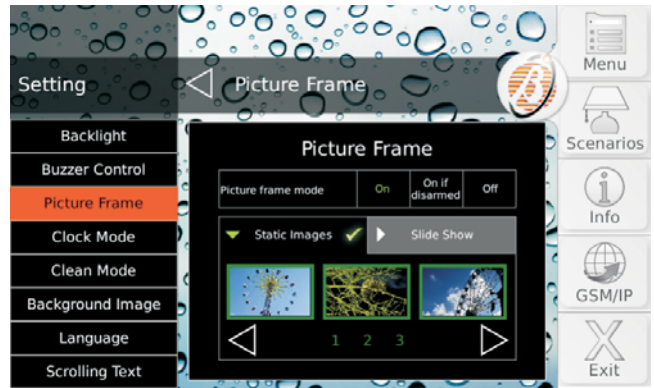 Setting
Picture Frame
Backlight
Buzzer Control
Picture Frame
Clock Mode
Clean Mode
Background Image
Language
Scrolling Text
Picture Frame
Picture frame mode
On
On if
disarmed
Off
Static Images
Slide Show
1 2 3
B
Menu
Scenarios
i
Info
GSM/IP
Exit